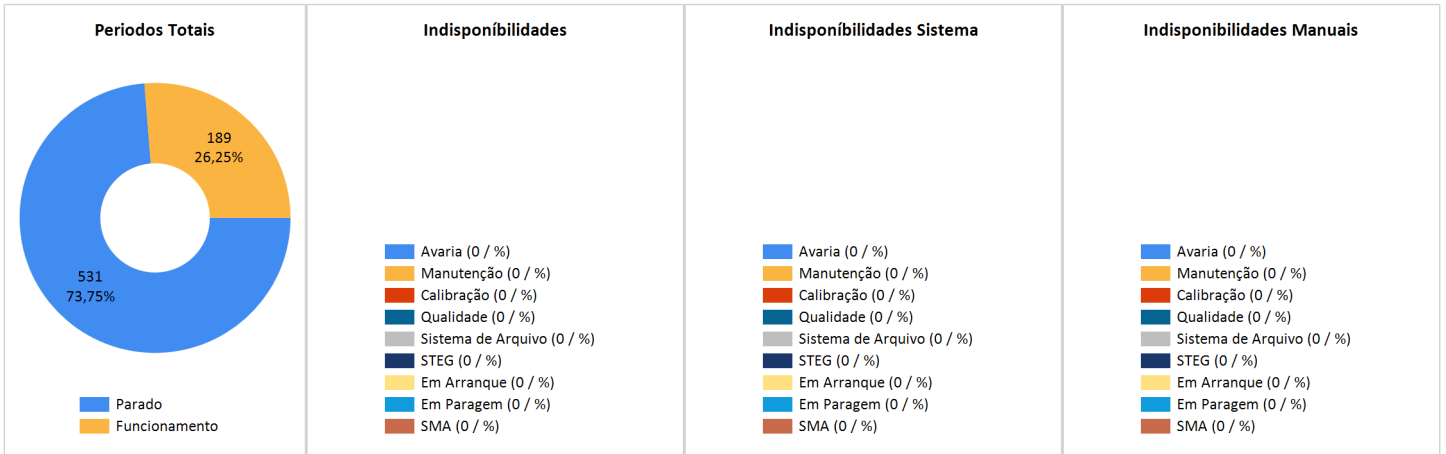 Periodos Totais
189
26,25%
531
73,75%
Parado
Funcionamento
Indisponíbilidades
Avaria (0 / %)
Manutenção (0 / %)
Calibração (0 / %)
Qualidade (0 / %)
Sistema de Arquivo (0 / %)
STEG (0 / %)
Em Arranque (0 / %)
Em Paragem (0 / %)
SMA (0 / %)
Indisponíbilidades Sistema
Avaria (0 / %)
Manutenção (0 / %)
Calibração (0 / %)
Qualidade (0 / %)
Sistema de Arquivo (0 / %)
STEG (0 / %)
Em Arranque (0 / %)
Em Paragem (0 / %)
SMA (0 / %)
Indisponíbilidades Manuais
Avaria (0 / %)
Manutenção (0 / %)
Calibração (0 / %)
Qualidade (0 / %)
Sistema de Arquivo (0 / %)
STEG (0 / %)
Em Arranque (0 / %)
Em Paragem (0 / %)
SMA (0 / %)